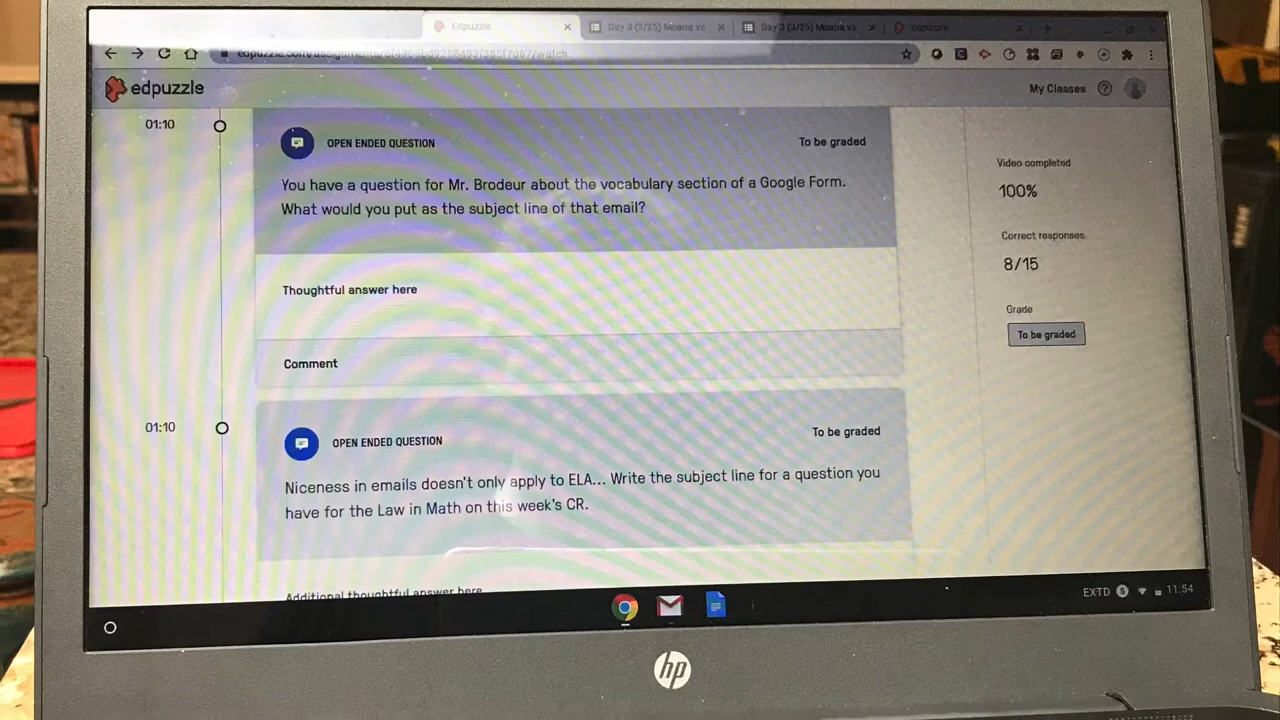 Edpuzzle
Day 3 (3/25) Moana vs.
Day 3 (3/25) Moana vs.
Edpuzzle
edpuzzle
My Classes
01:10
OPEN ENDED QUESTION
To be graded
You have a question for Mr. Brodeur about the vocabulary section of a Google Form.
What would you put as the subject line of that email?
Thoughtful answer here
Comment
Video completed
100%
Correct responses
8/15
Grade
To be graded
01:10
OPEN ENDED QUESTION
To be graded
Niceness in emails doesn't only apply to ELA... Write the subject line for a question you
have for the Law in Math on this week's CR.
Additional thoughtful answer here
EXTD 5 11:54
hp